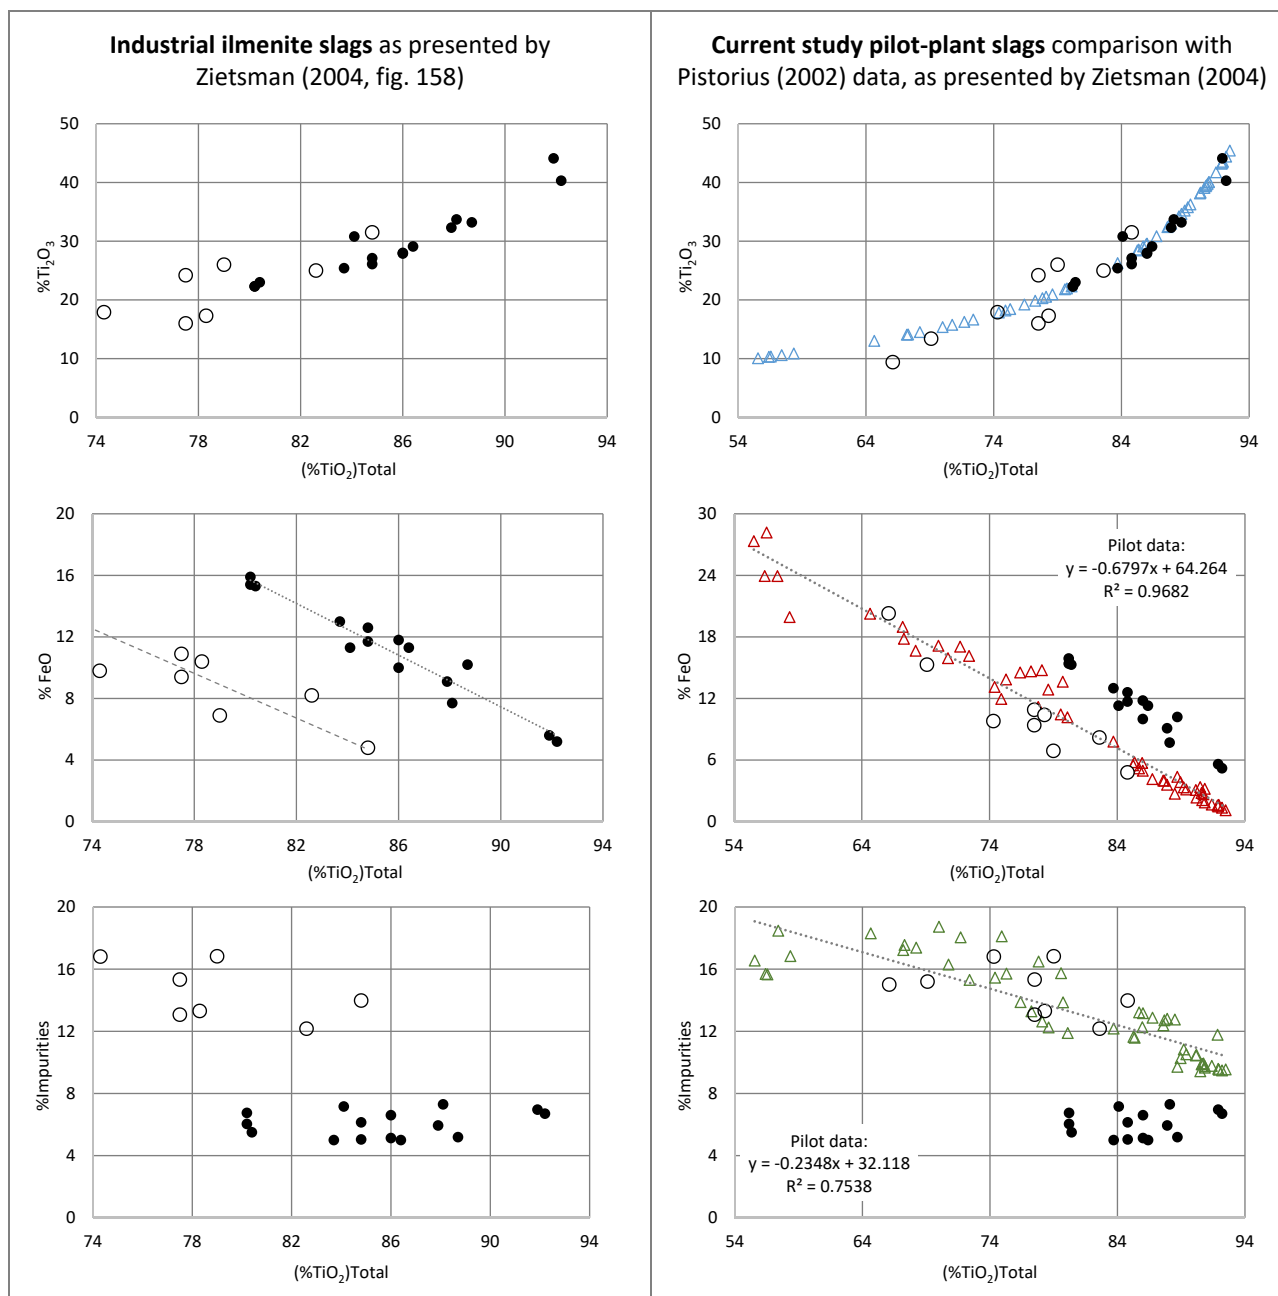 Industrial ilmenite slags as presented by
Zietsman (2004, fig. 158)
50
40
30
20
10
0
%Ti₂O₃
74 78 82 86 90 94
(%TiO₂)Total
20
16
12
8
4
0
% FeO
74 78 82 86 90 94
(%TiO₂)Total
20
16
12
8
4
0
%Impurities
74 78 82 86 90 94
(%TiO₂)Total
Current study pilot-plant slags comparison with
Pistorius (2002) data, as presented by Zietsman (2004)
50
40
30
20
10
0
%Ti₂O₃
54 64 74 84 94
(%TiO₂)Total
30
24
18
12
6
0
% FeO
Pilot data:
y = -0.6797x + 64.264
R² = 0.9682
54 64 74 84 94
(%TiO₂)Total
20
16
12
8
4
0
%Impurities
Pilot data:
y = -0.2348x + 32.118
R² = 0.7538
54 64 74 84 94
(%TiO₂)Total